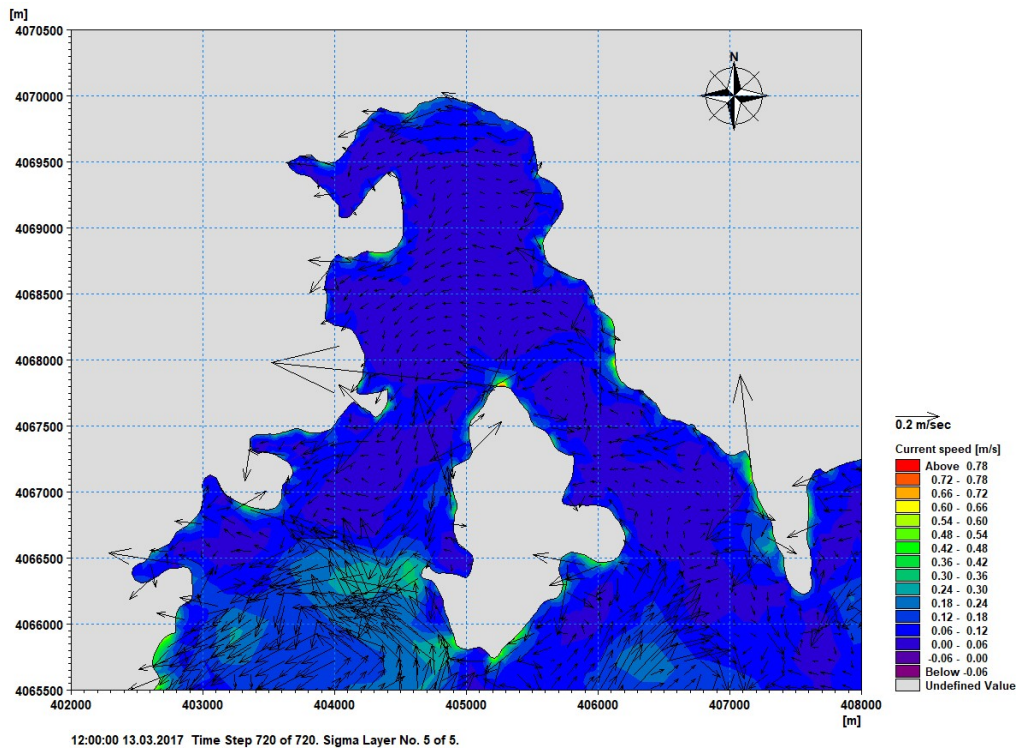 [m]
4070500
4070000
4069500
4069000
4068500
4068000
4067500
4067000
4066500
4066000
4065500
402000 403000 404000 405000 406000 407000 408000
[m]
N
0.2 m/sec
Current speed [m/s]
Above 0.78
0.72 - 0.78
0.66 - 0.72
0.60 - 0.66
0.54 - 0.60
0.48 - 0.54
0.42 - 0.48
0.36 - 0.42
0.30 - 0.36
0.24 - 0.30
0.18 - 0.24
0.12 - 0.18
0.06 - 0.12
0.00 - 0.06
-0.06 - 0.00
Below -0.06
Undefined Value
12:00:00 13.03.2017 Time Step 720 of 720. Sigma Layer No. 5 of 5.